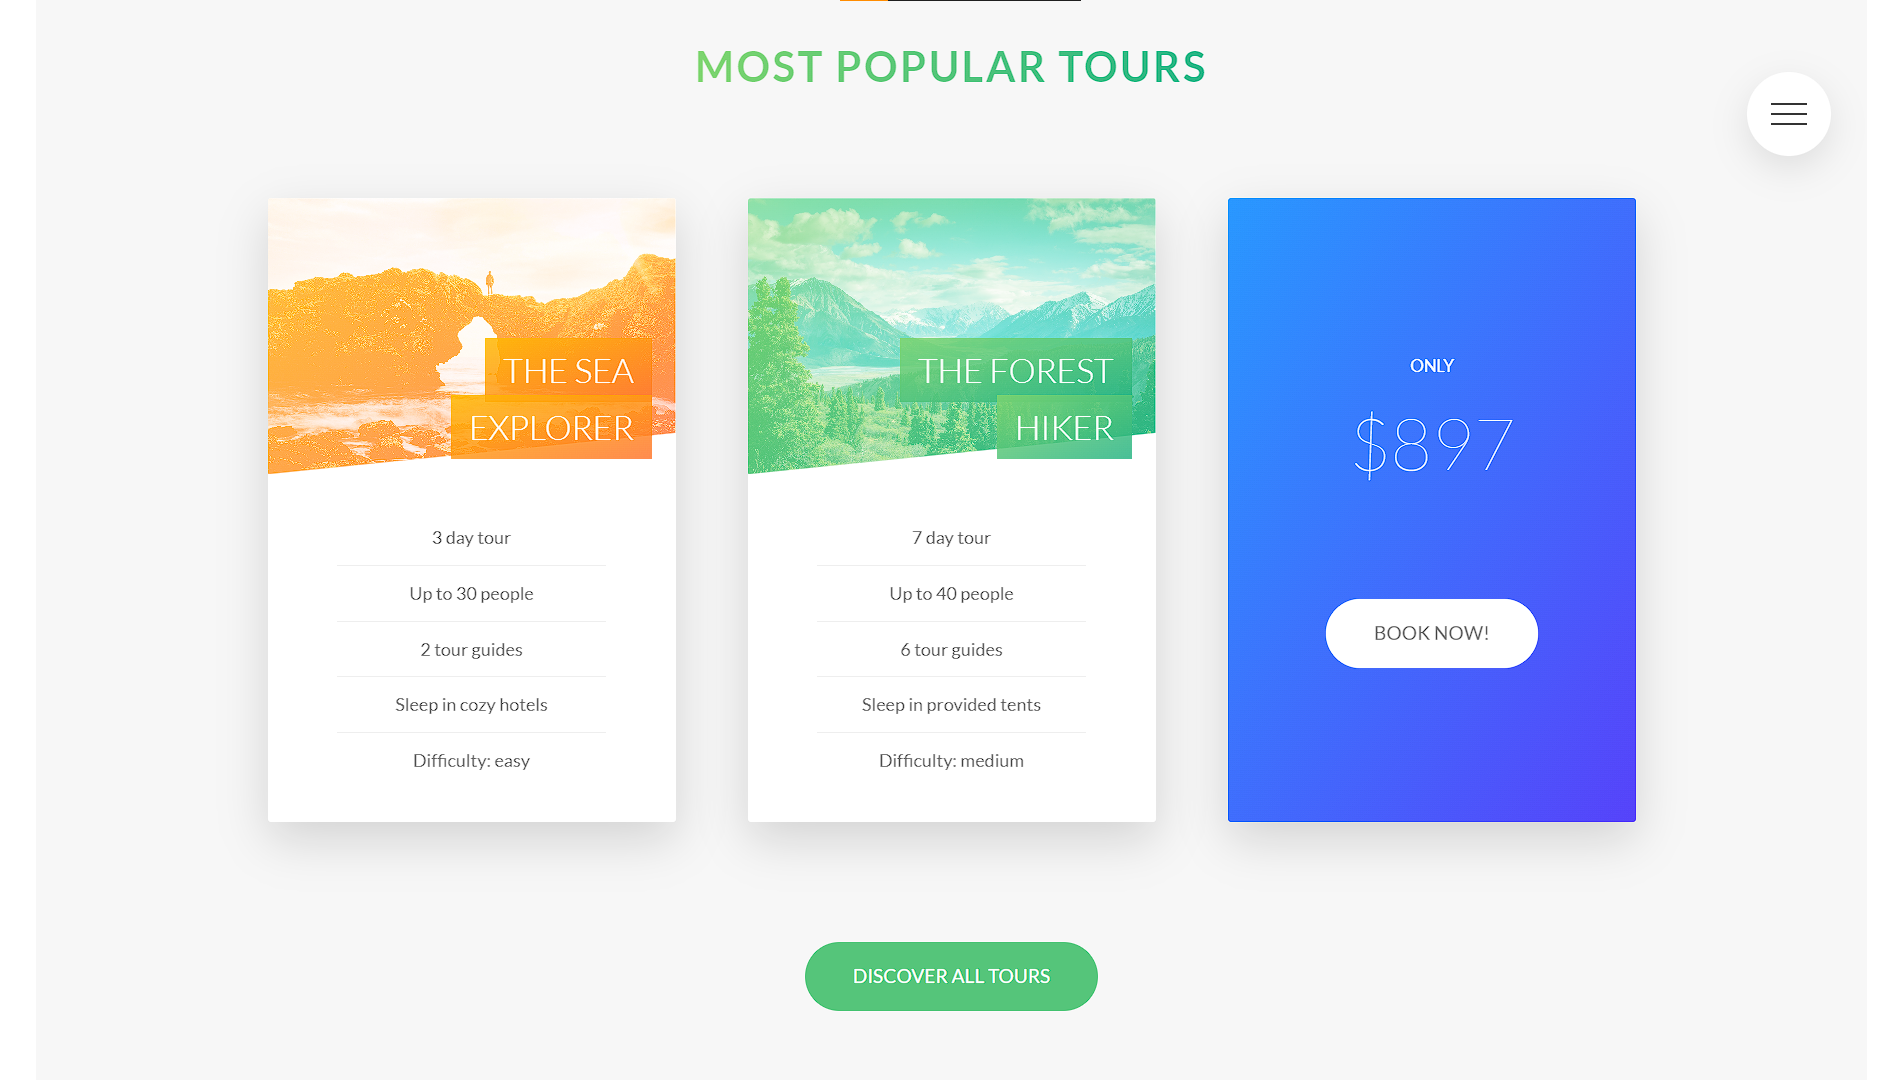 MOST POPULAR TOURS
THE SEA
EXPLORER
3 day tour
Up to 30 people
2 tour guides
Sleep in cozy hotels
Difficulty: easy
THE FOREST
HIKER
7 day tour
Up to 40 people
6 tour guides
Sleep in provided tents
Difficulty: medium
ONLY
$897
BOOK NOW!
DISCOVER ALL TOURS